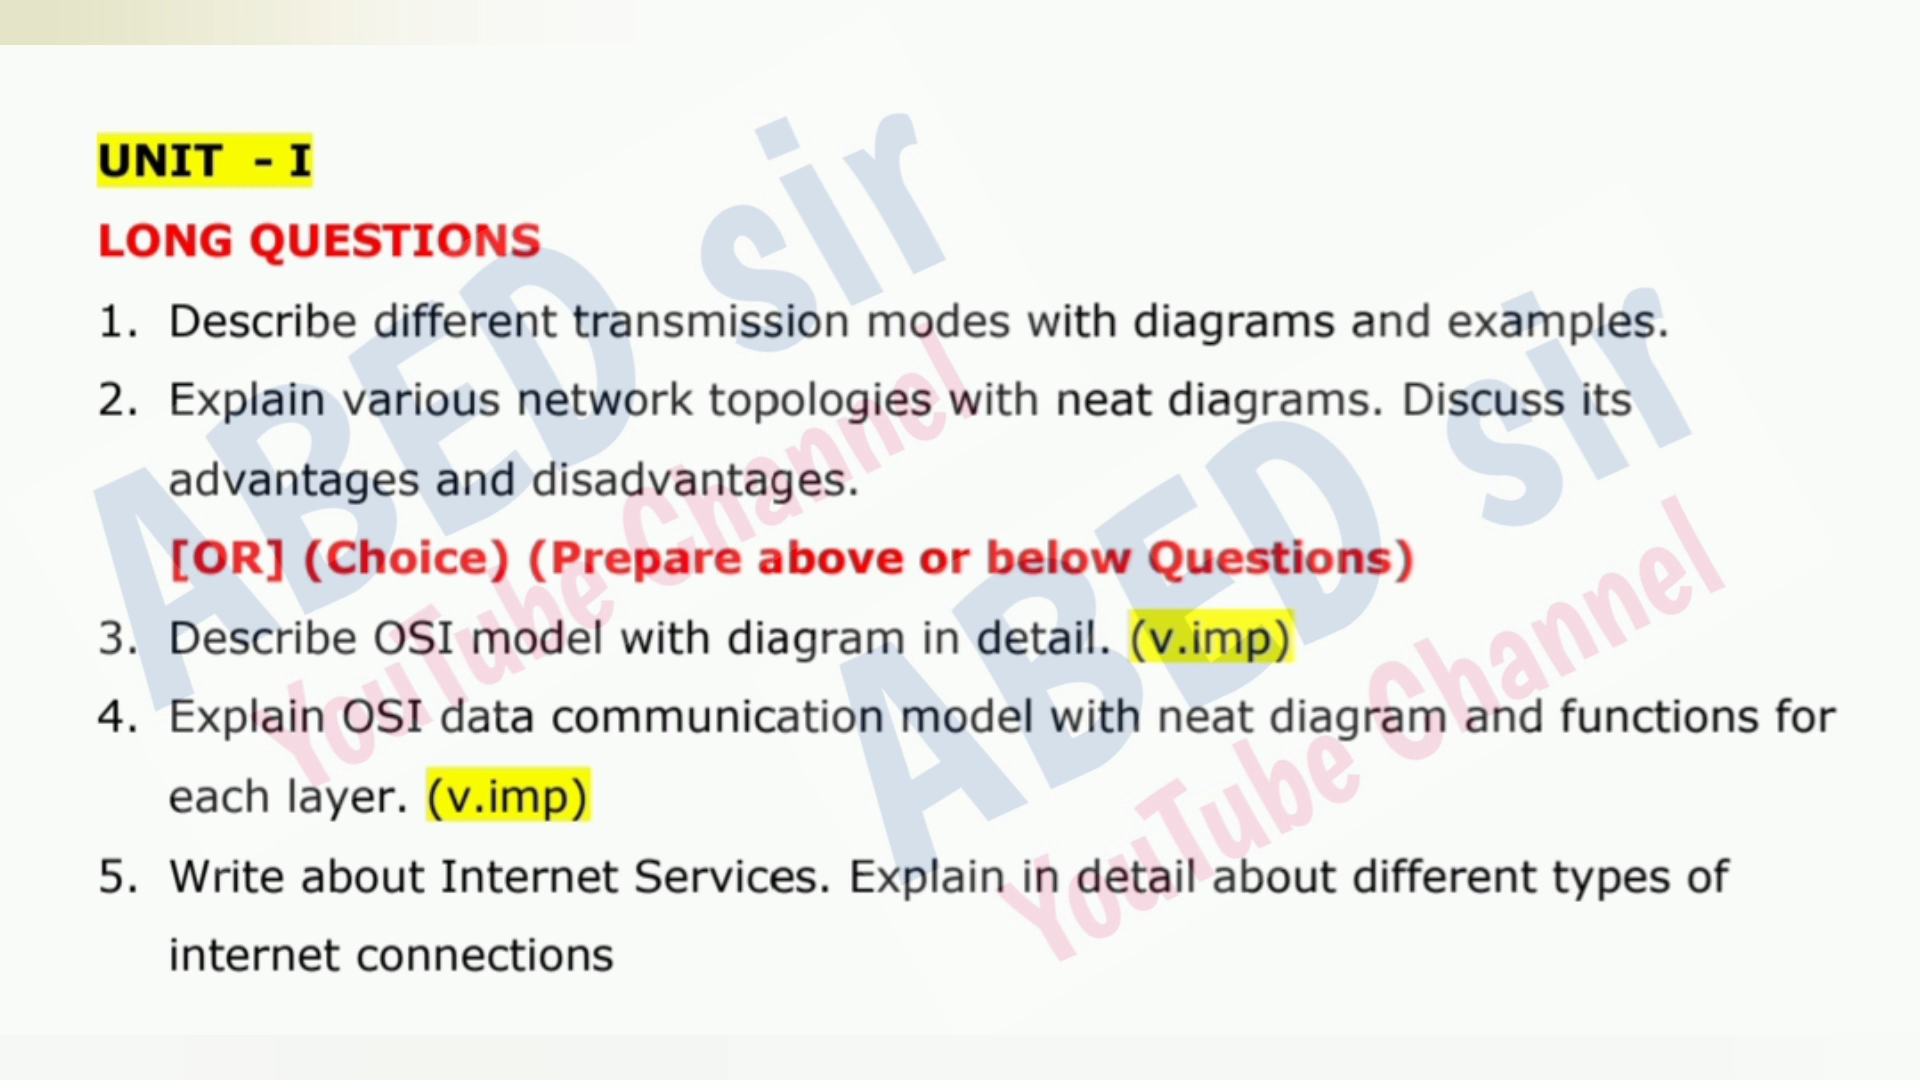 UNIT - I
LONG QUESTIONS
1. Describe different transmission modes with diagrams and examples.
2. Explain various network topologies with neat diagrams. Discuss its
advantages and disadvantages.
[OR] (Choice) (Prepare above or below Questions)
3. Describe OSI model with diagram in detail. (v.imp)
4. Explain OSI data communication model with neat diagram and functions for
each layer. (v.imp)
5. Write about Internet Services. Explain in detail about different types of
internet connections
ABED sir
YouTube Channel
ABED sir
YouTube Channel